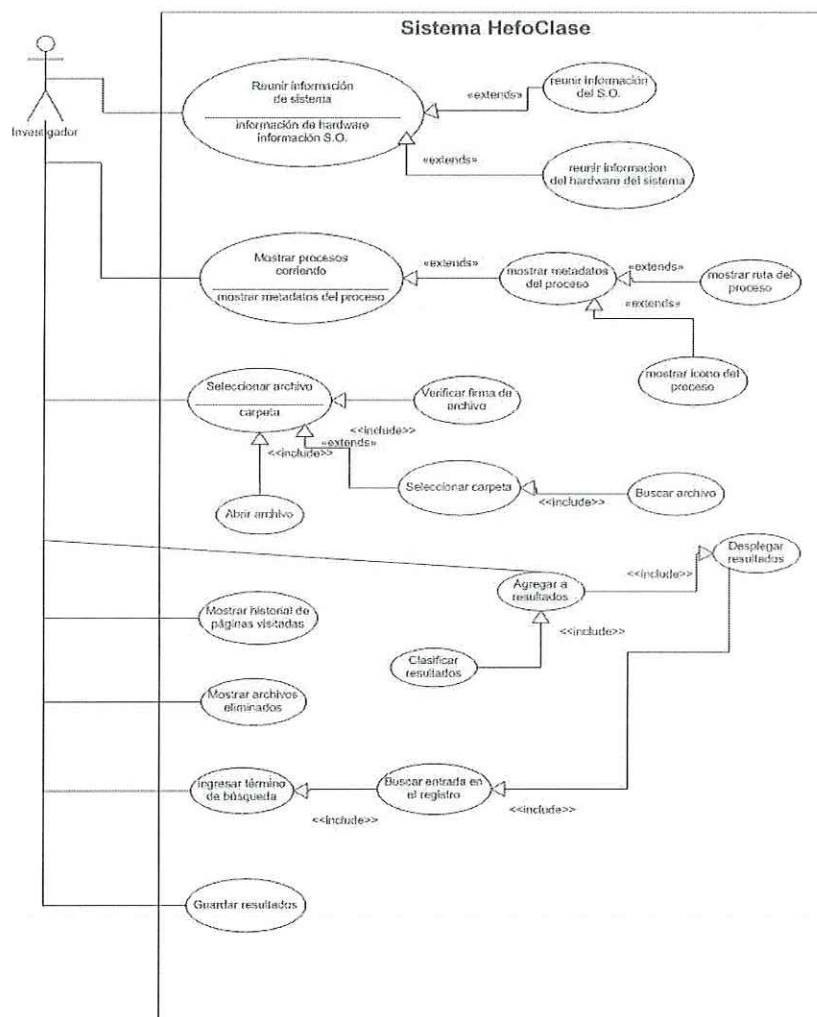 Sistema HefoClase
Investigador
Reunir información
de sistema
información de hardware
información S.O.
«extends»
reunir información
del S.O.
«extends»
reunir informacion
del hardware del sistema
Mostrar procesos
corriendo
mostrar metadatos del proceso
«extends»
mostrar metadatos
del proceso
«extends»
mostrar ruta del
proceso
«extends»
mostrar icono del
proceso
Seleccionar archivo
carpeta
Verificar firma de
archivo
<<include>>
«extends»
<<include>>
Abrir archivo
Seleccionar carpeta
<<include>>
Buscar archivo
Agregar a
resultados
<<include>>
Desplegar
resultados
Mostrar historial de
páginas visitadas
<<include>>
Clasificar
resultados
Mostrar archivos
eliminados
ingresar término
de búsqueda
<<include>>
Buscar entrada en
el registro
<<include>>
Guardar resultados